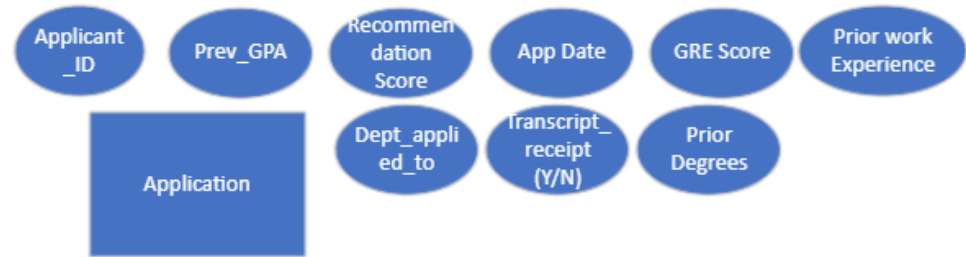 Applicant
_ID
Prev_GPA
Recommen
dation
Score
App Date
GRE Score
Prior work
Experience
Dept_appli
ed_to
Transcript_
receipt
(Y/N)
Prior
Degrees
Application